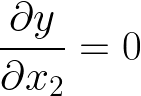 ∂y/∂x₂ = 0